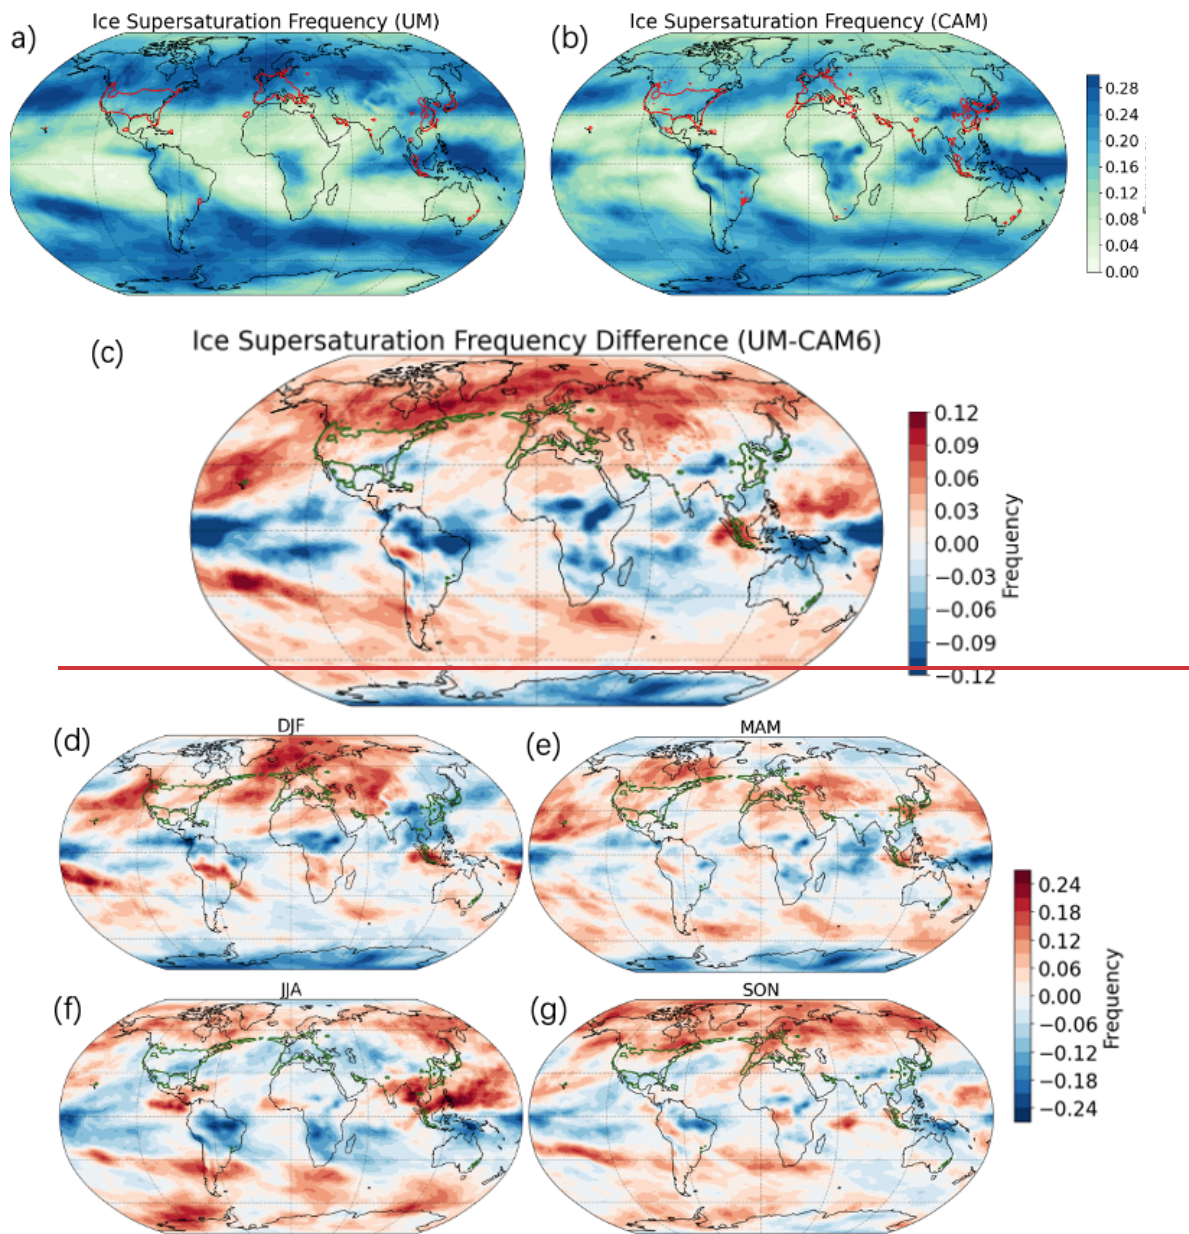 Ice Supersaturation Frequency (UM)
a)
Ice Supersaturation Frequency (CAM)
(b)
0.28
0.24
0.20
0.16
0.12
0.08
0.04
0.00
Ice Supersaturation Frequency Difference (UM-CAM6)
(c)
0.12
0.09
0.06
0.03
0.00
−0.03
−0.06
−0.09
−0.12
Frequency
DJF
(d)
MAM
(e)
JJA
(f)
SON
(g)
0.24
0.18
0.12
0.06
0.00
−0.06
−0.12
−0.18
−0.24
Frequency